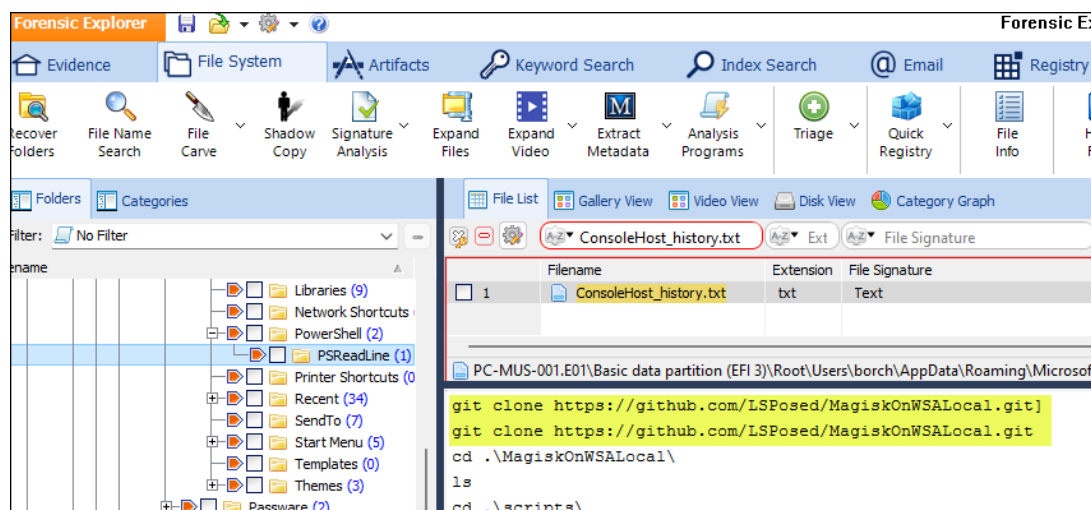 Forensic Explorer
Forensic Ex
Evidence
File System
Artifacts
Keyword Search
Index Search
Email
Registry
Recover Folders
File Name Search
File Carve
Shadow Copy
Signature Analysis
Expand Files
Expand Video
Extract Metadata
Analysis Programs
Triage
Quick Registry
File Info
Folders
Categories
File List
Gallery View
Video View
Disk View
Category Graph
Filter:
No Filter
ConsoleHost_history.txt
Ext
File Signature
ename
Filename
Extension
File Signature
1
ConsoleHost_history.txt
txt
Text
Libraries (9)
Network Shortcuts
PowerShell (2)
PSReadLine (1)
Printer Shortcuts (0
Recent (34)
SendTo (7)
Start Menu (5)
Templates (0)
Themes (3)
Passware (2)
PC-MUS-001.E01\Basic data partition (EFI 3)\Root\Users\borch\AppData\Roaming\Microsof
git clone https://github.com/LSPosed/MagiskOnWSALocal.git]
git clone https://github.com/LSPosed/MagiskOnWSALocal.git
cd .\MagiskOnWSALocal\
ls
cd .\scripts\